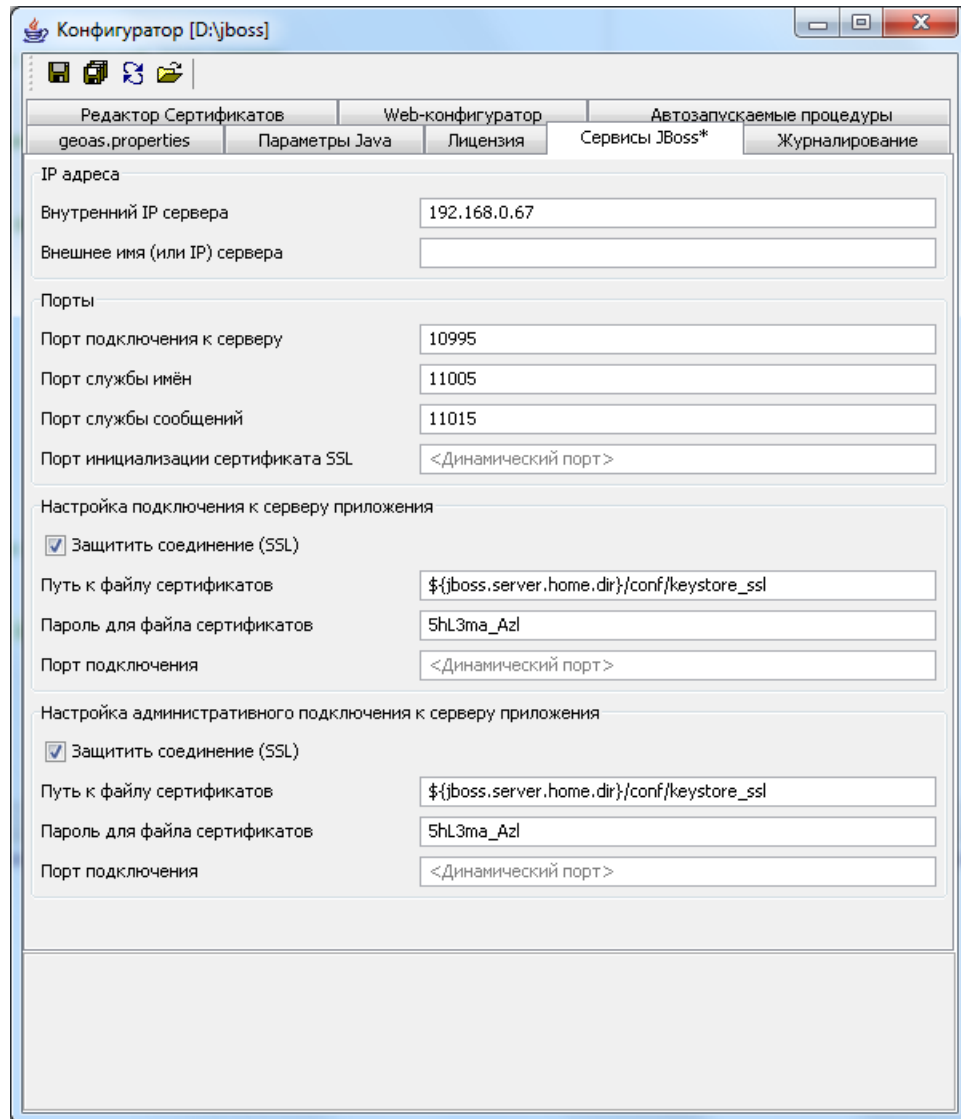 Конфигуратор [D:\jboss]
Редактор Сертификатов Web-конфигуратор Автозапускаемые процедуры
geoas.properties Параметры Java Лицензия Сервисы JBoss* Журналирование
IP адреса
Внутренний IP сервера 192.168.0.67
Внешнее имя (или IP) сервера
Порты
Порт подключения к серверу 10995
Порт службы имён 11005
Порт службы сообщений 11015
Порт инициализации сертификата SSL <Динамический порт>
Настройка подключения к серверу приложения
Защитить соединение (SSL)
Путь к файлу сертификатов ${jboss.server.home.dir}/conf/keystore_ssl
Пароль для файла сертификатов 5hL3ma_Azl
Порт подключения <Динамический порт>
Настройка административного подключения к серверу приложения
Защитить соединение (SSL)
Путь к файлу сертификатов ${jboss.server.home.dir}/conf/keystore_ssl
Пароль для файла сертификатов 5hL3ma_Azl
Порт подключения <Динамический порт>